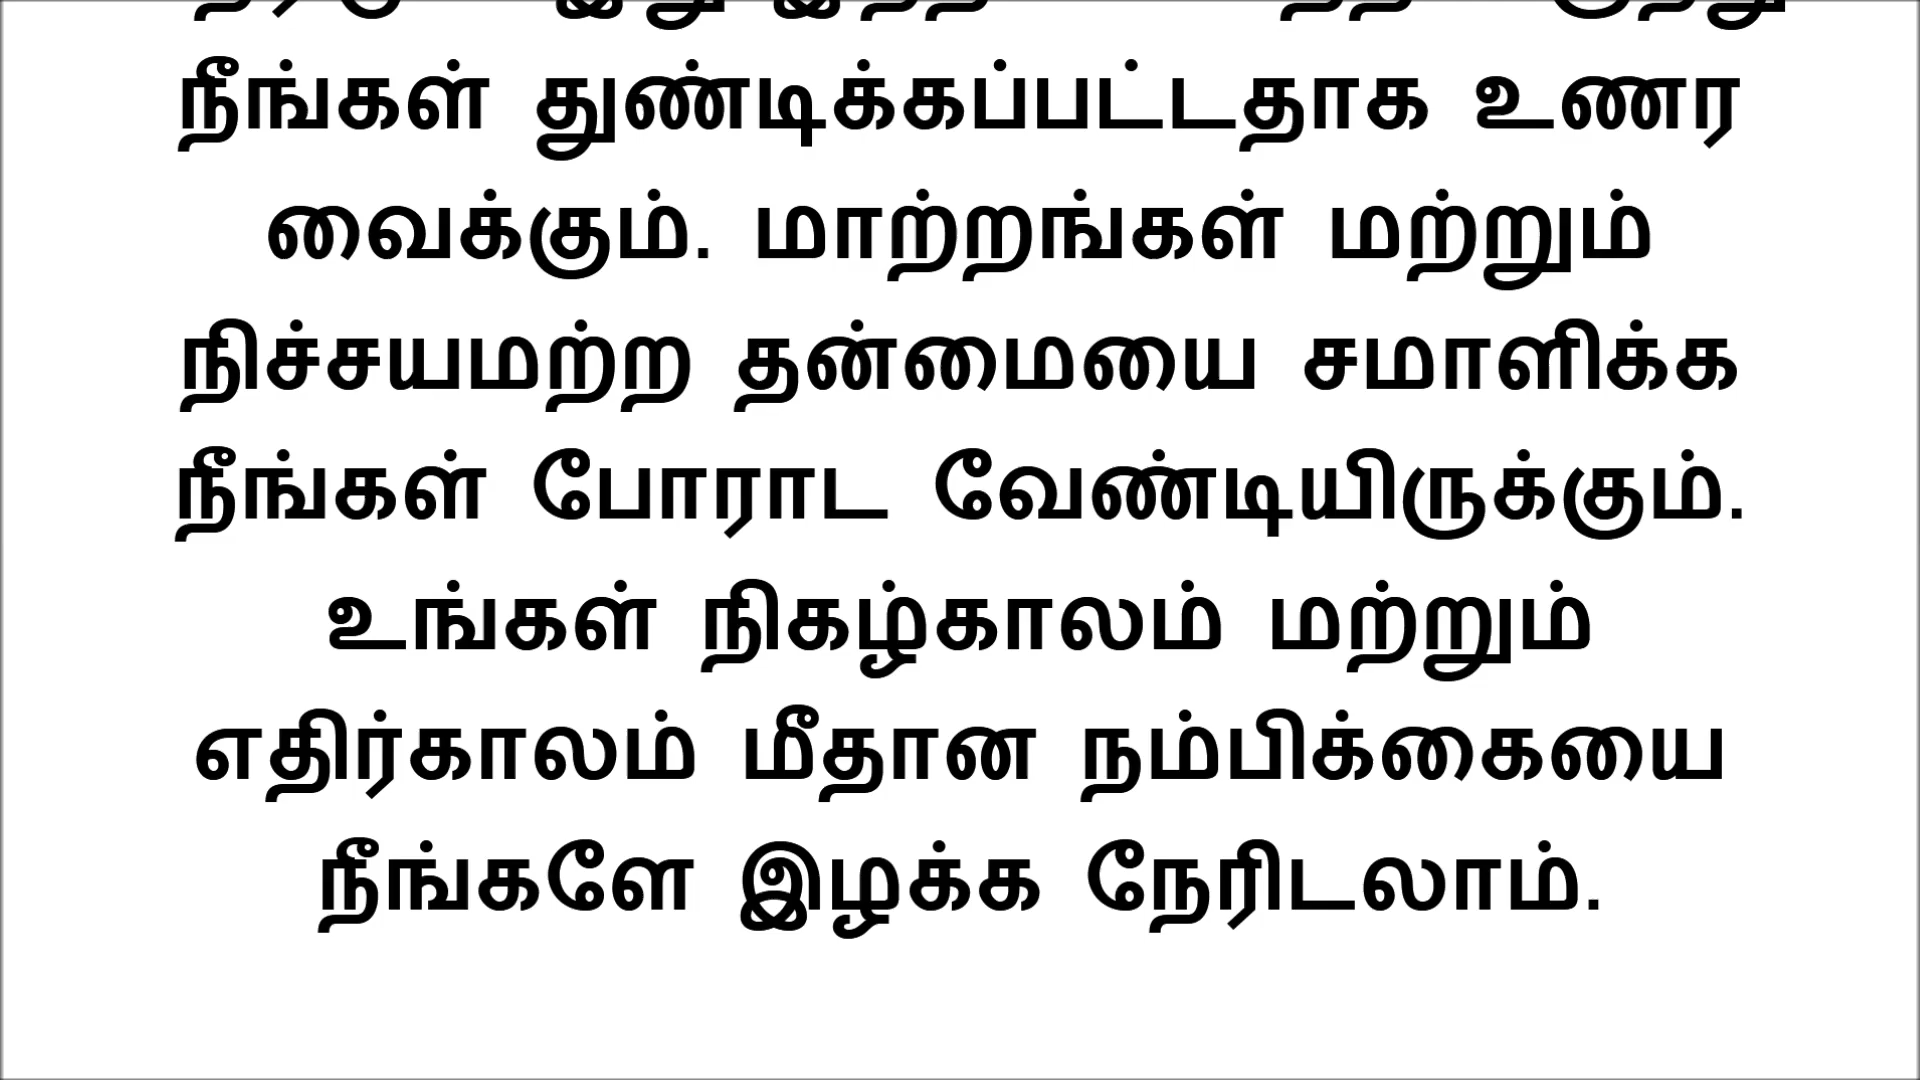 நீங்கள் துண்டிக்கப்பட்டதாக உணர
வைக்கும். மாற்றங்கள் மற்றும்
நிச்சயமற்ற தன்மையை சமாளிக்க
நீங்கள் போராட வேண்டியிருக்கும்.
உங்கள் நிகழ்காலம் மற்றும்
எதிர்காலம் மீதான நம்பிக்கையை
நீங்களே இழக்க நேரிடலாம்.